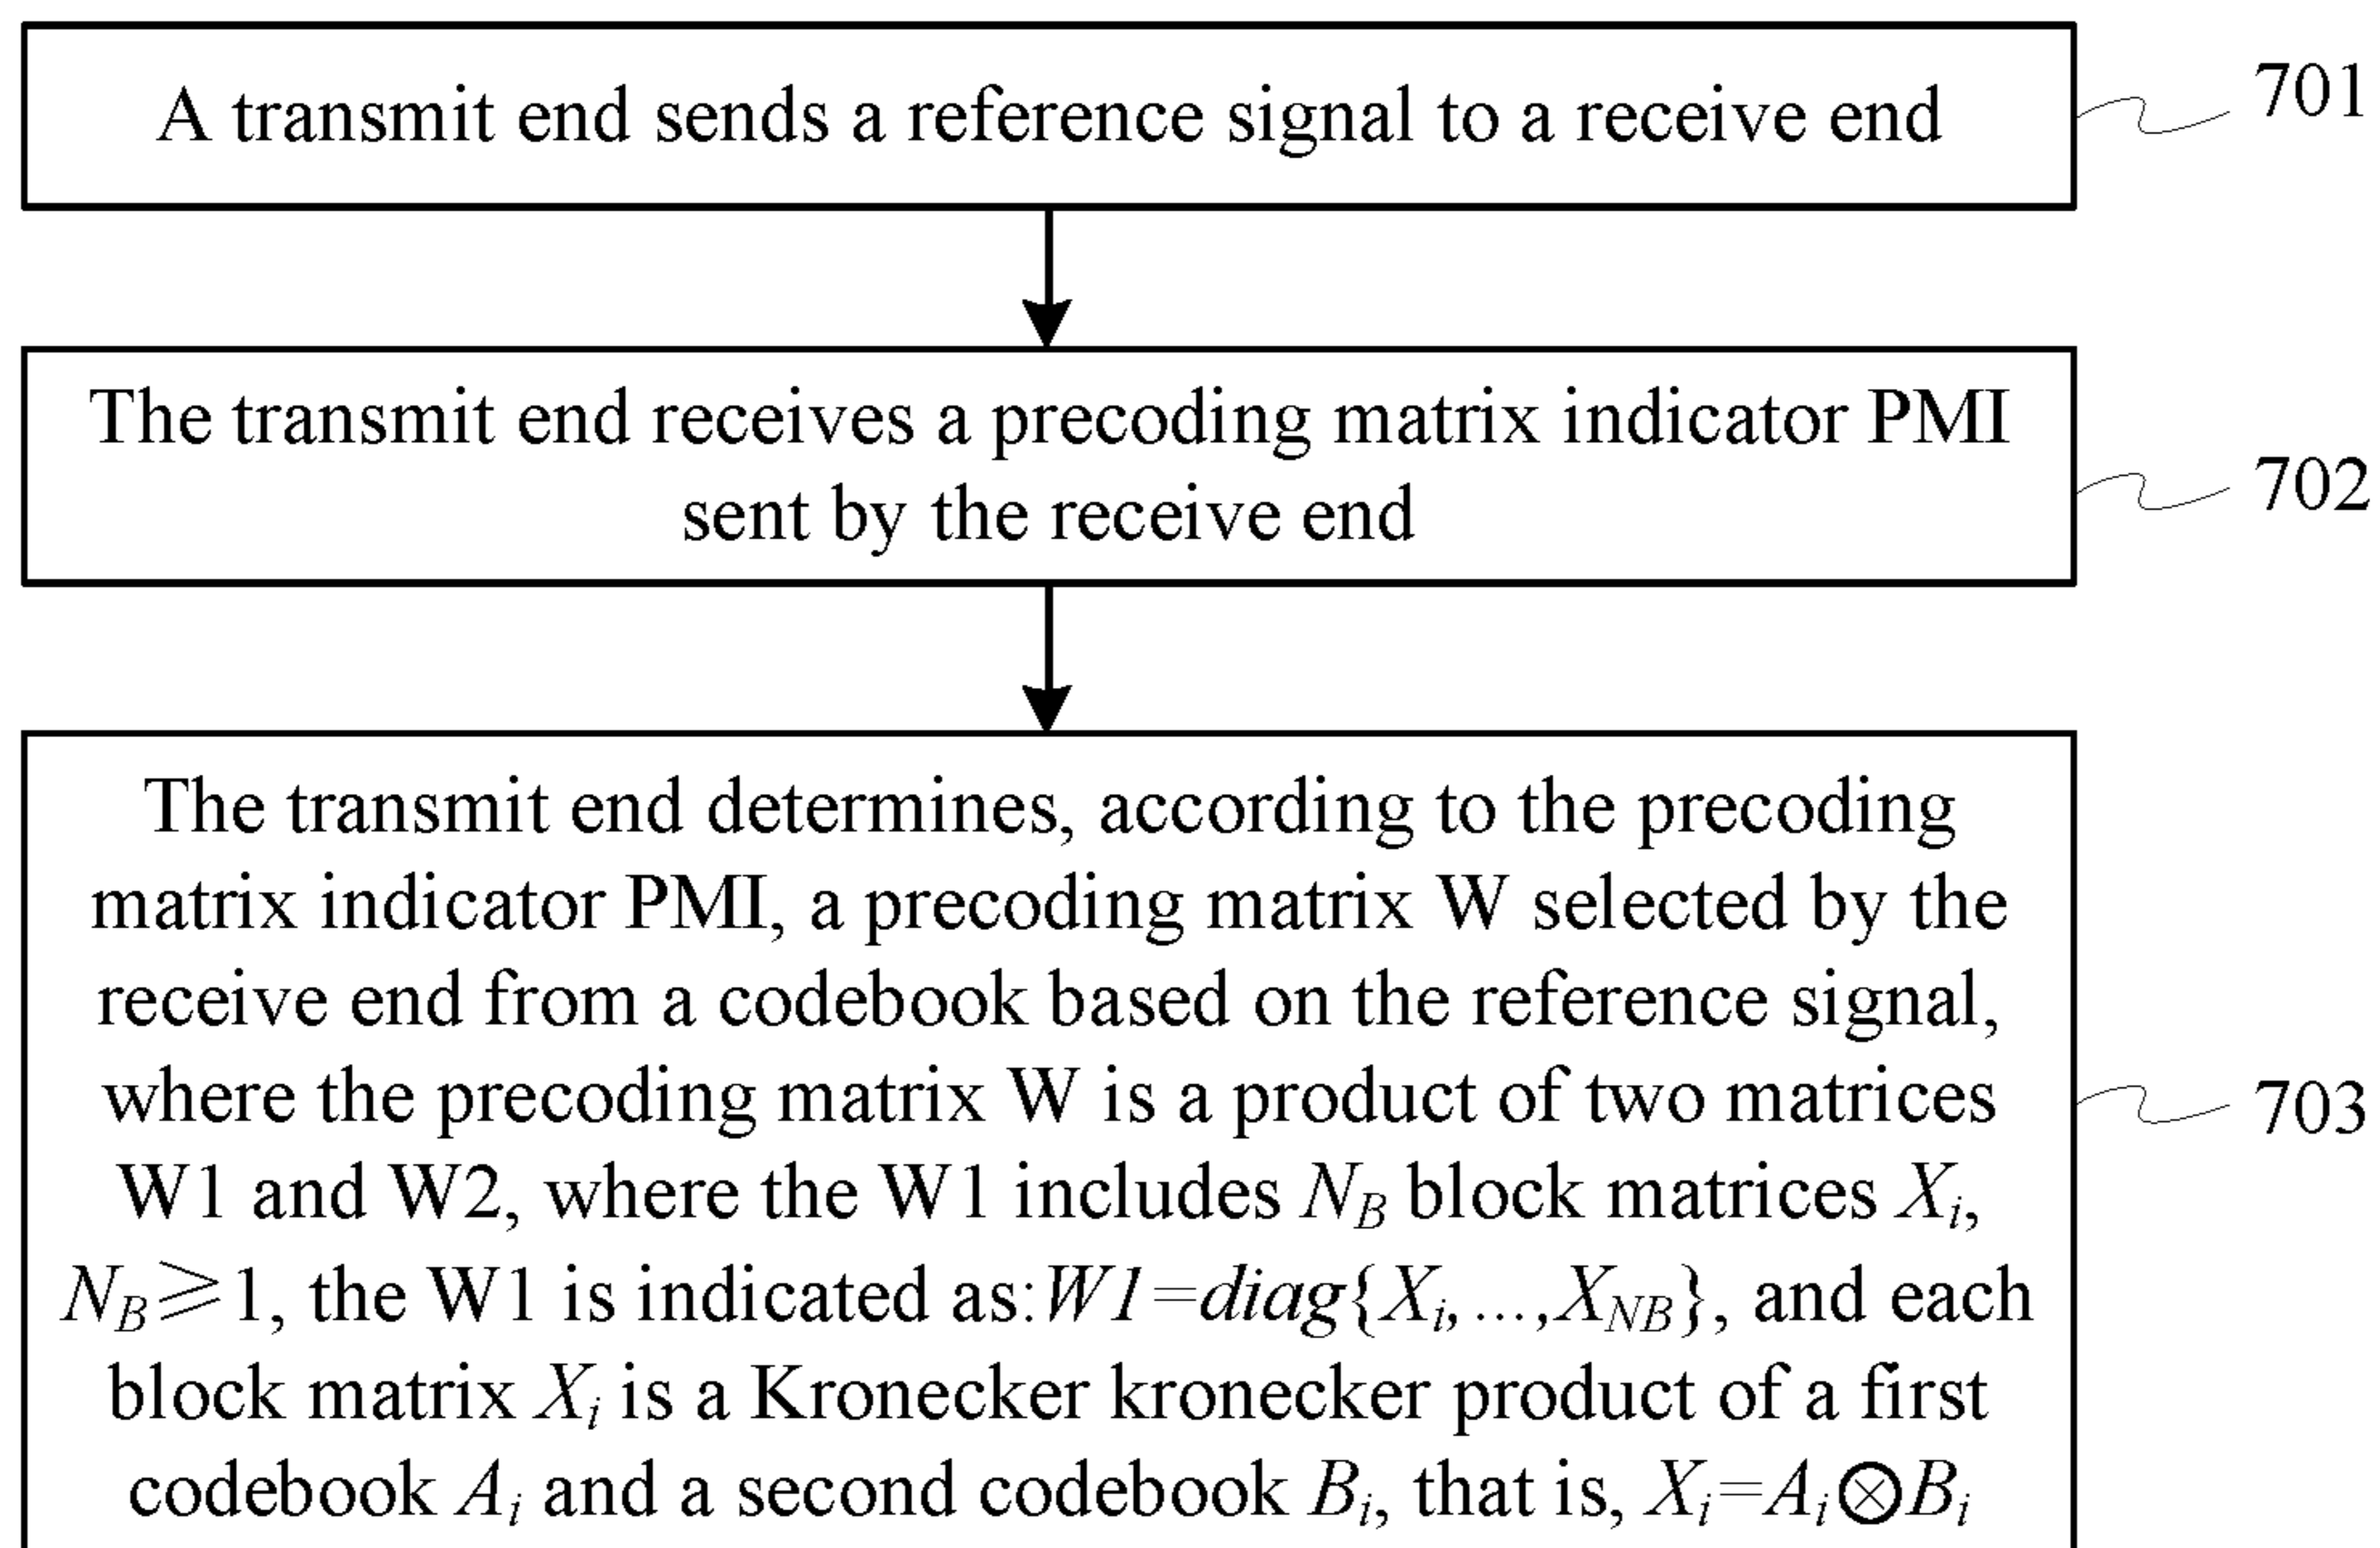 A transmit end sends a reference signal to a receive end
701
The transmit end receives a precoding matrix indicator PMI
sent by the receive end
702
The transmit end determines, according to the precoding
matrix indicator PMI, a precoding matrix W selected by the
receive end from a codebook based on the reference signal,
where the precoding matrix W is a product of two matrices
W1 and W2, where the W1 includes N_B block matrices X_i,
N_B⩾1, the W1 is indicated as:W1=diag{X_i,...,X_NB}, and each
block matrix X_i is a Kronecker kronecker product of a first
codebook A_i and a second codebook B_i, that is, X_i=A_i⊗B_i
703